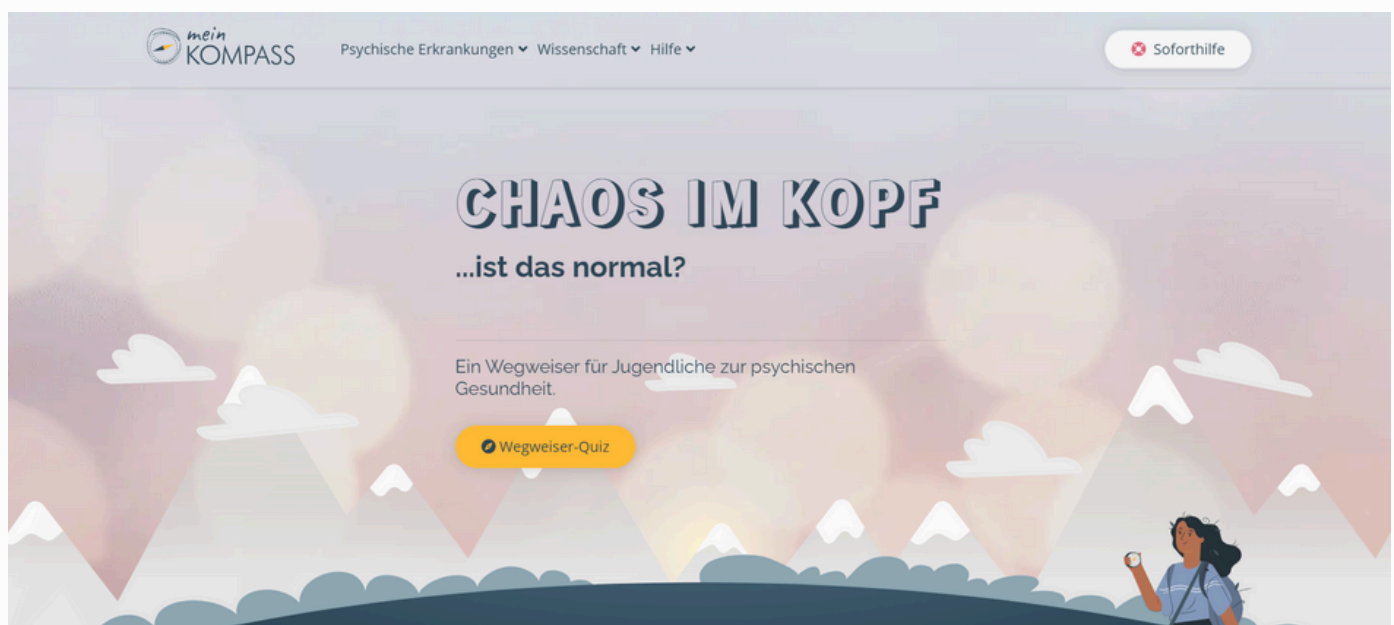 mein
KOMPASS
Psychische Erkrankungen Wissenschaft Hilfe
Soforthilfe
CHAOS IM KOPF
...ist das normal?
Ein Wegweiser für Jugendliche zur psychischen
Gesundheit.
Wegweiser-Quiz